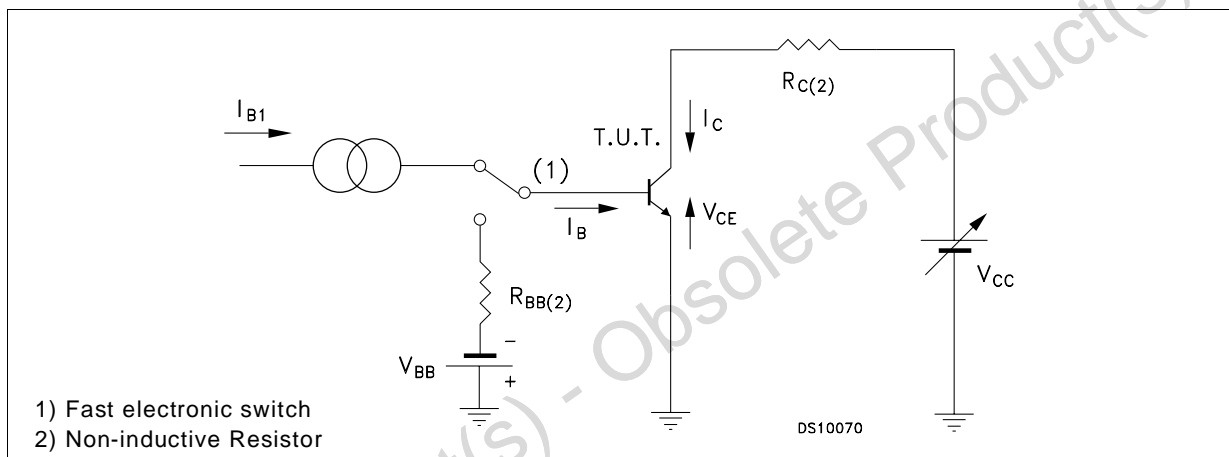 I_B1
(1)
I_B
R_BB(2)
V_BB
-
+
T.U.T.
I_C
V_CE
R_C(2)
V_CC
1) Fast electronic switch
2) Non-inductive Resistor
DS10070
t(s) - Obsolete Product(s)